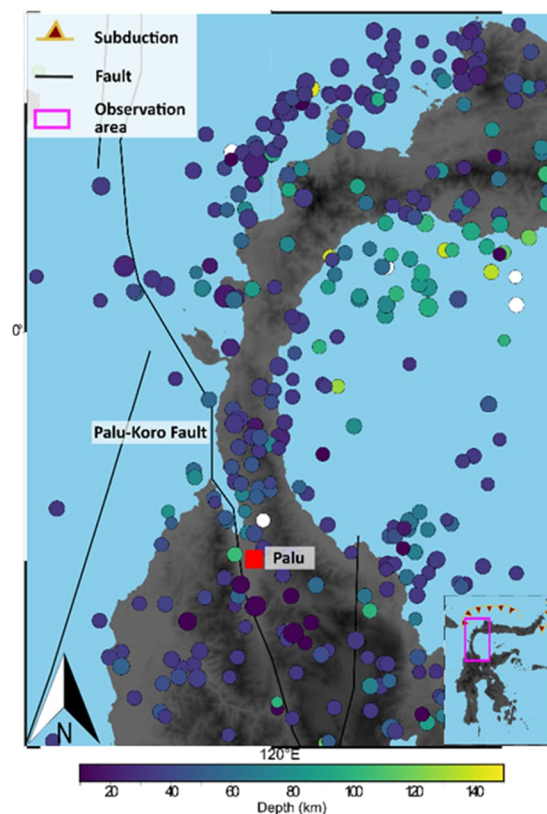 Subduction
Fault
Observation
area
0°
Palu-Koro Fault
Palu
N
120°E
20 40 60 80 100 120 140
Depth (km)